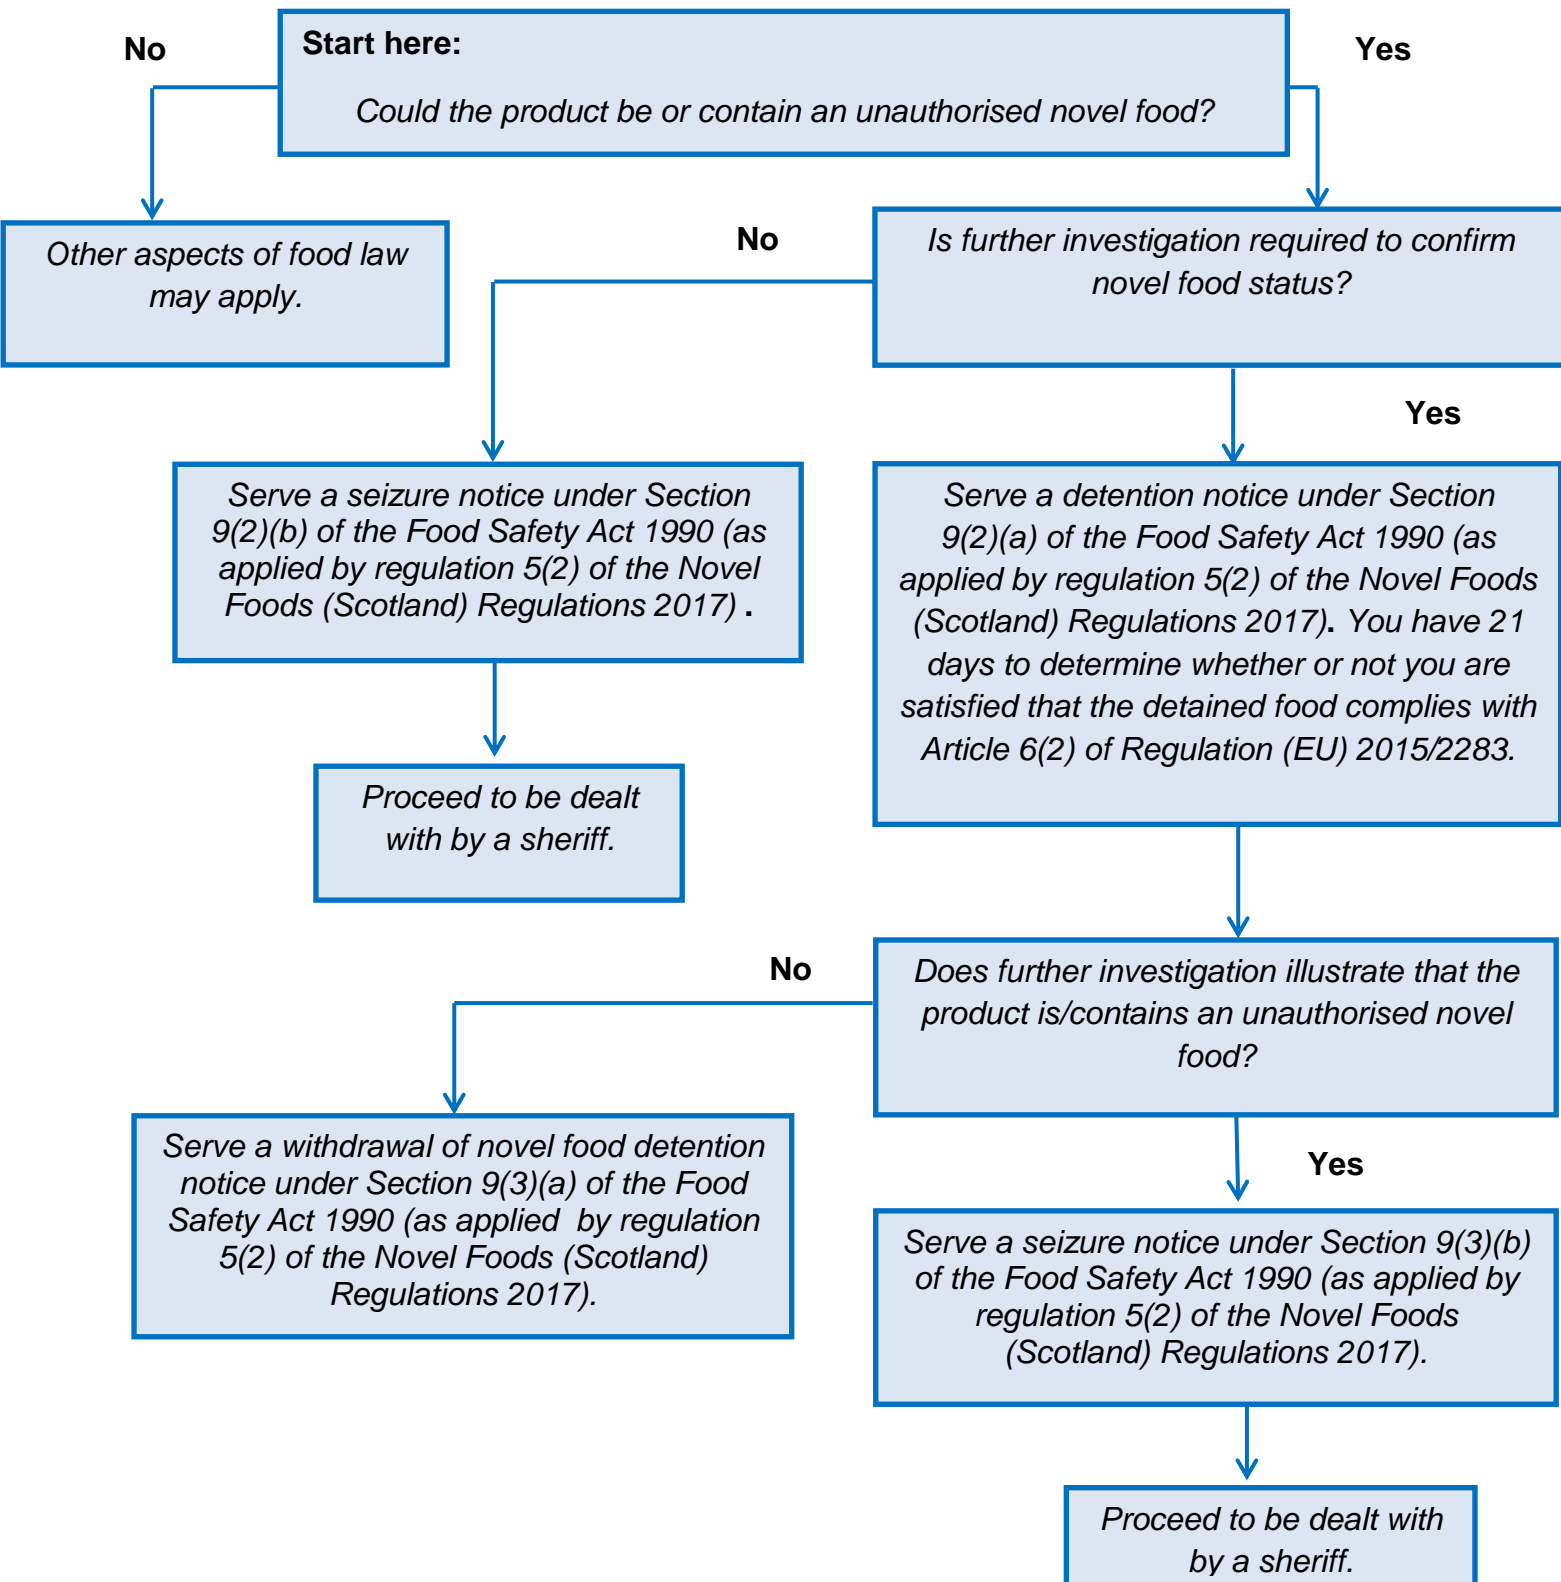 No
Start here:
Yes
Could the product be or contain an unauthorised novel food?
Other aspects of food law
may apply.
No
Is further investigation required to confirm
novel food status?
Yes
Serve a seizure notice under Section
9(2)(b) of the Food Safety Act 1990 (as
applied by regulation 5(2) of the Novel
Foods (Scotland) Regulations 2017) .
Serve a detention notice under Section
9(2)(a) of the Food Safety Act 1990 (as
applied by regulation 5(2) of the Novel Foods
(Scotland) Regulations 2017). You have 21
days to determine whether or not you are
satisfied that the detained food complies with
Article 6(2) of Regulation (EU) 2015/2283.
Proceed to be dealt
with by a sheriff.
No
Does further investigation illustrate that the
product is/contains an unauthorised novel
food?
Serve a withdrawal of novel food detention
notice under Section 9(3)(a) of the Food
Safety Act 1990 (as applied  by regulation
5(2) of the Novel Foods (Scotland)
Regulations 2017).
Yes
Serve a seizure notice under Section 9(3)(b)
of the Food Safety Act 1990 (as applied by
regulation 5(2) of the Novel Foods
(Scotland) Regulations 2017).
Proceed to be dealt with
by a sheriff.